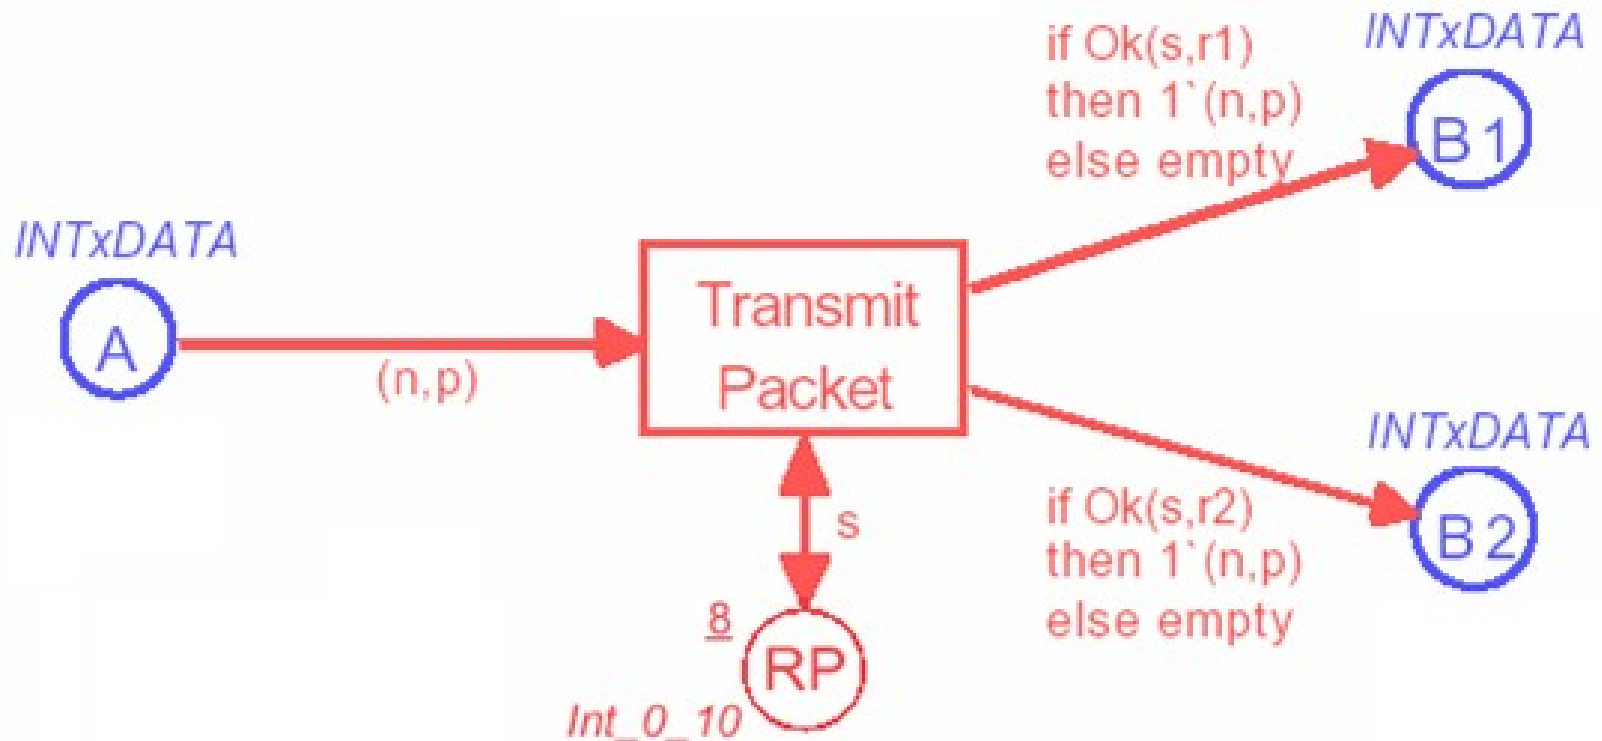 if Ok(s,r1)
then 1`(n,p)
else empty
INTxDATA
B1
INTxDATA
A
(n,p)
Transmit
Packet
INTxDATA
B2
if Ok(s,r2)
then 1`(n,p)
else empty
s
8
RP
Int_0_10